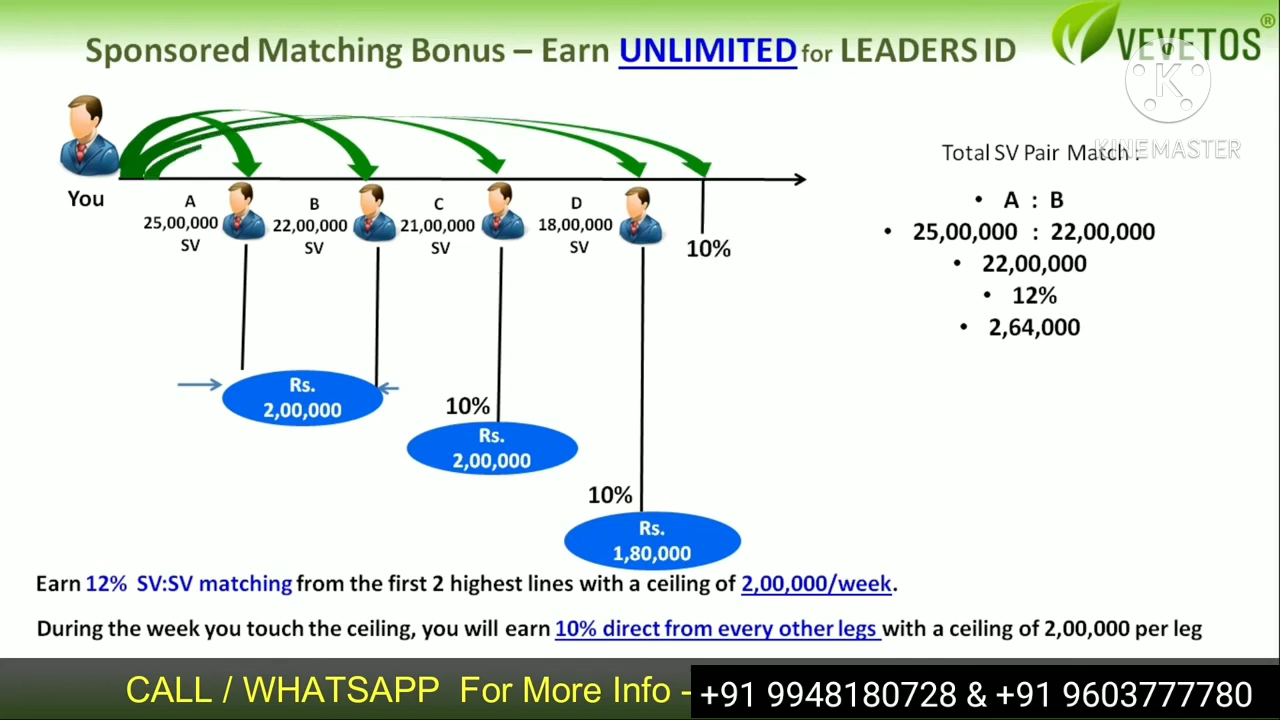 Sponsored Matching Bonus – Earn UNLIMITED for LEADERS ID
VEVETOS®
K
KINEMASTER
You
A
25,00,000
SV
B
22,00,000
SV
C
21,00,000
SV
D
18,00,000
SV
10%
Total SV Pair Match :
• A : B
• 25,00,000 : 22,00,000
• 22,00,000
• 12%
• 2,64,000
Rs.
2,00,000
10%
Rs.
2,00,000
10%
Rs.
1,80,000
Earn 12% SV:SV matching from the first 2 highest lines with a ceiling of 2,00,000/week.
During the week you touch the ceiling, you will earn 10% direct from every other legs with a ceiling of 2,00,000 per leg
CALL / WHATSAPP For More Info - +91 9948180728 & +91 9603777780